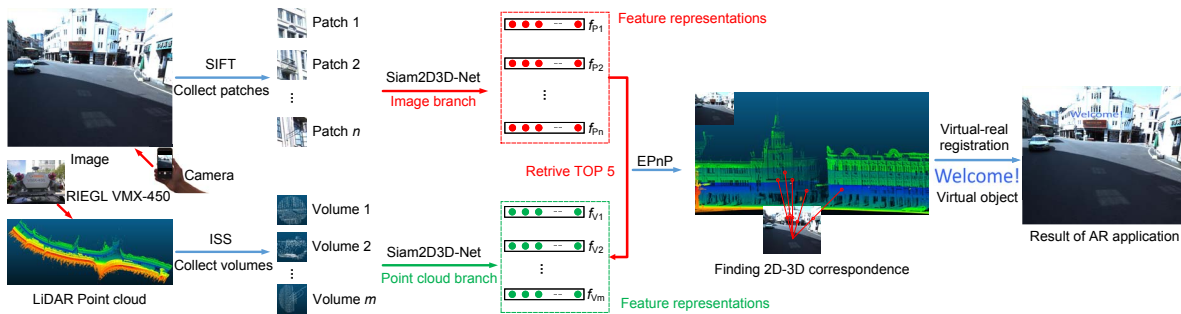 Patch 1
Patch 2
⋮
Patch n
SIFT
Collect patches
Siam2D3D-Net
Image branch
fP1
fP2
⋮
fPn
Feature representations
Image
Camera
RIEGL VMX-450
LiDAR Point cloud
ISS
Collect volumes
Volume 1
Volume 2
⋮
Volume m
Siam2D3D-Net
Point cloud branch
fV1
fV2
⋮
fVm
Feature representations
Retrive TOP 5
EPnP
Finding 2D-3D correspondence
Virtual-real
registration
Welcome!
Virtual object
Welcome!
Result of AR application